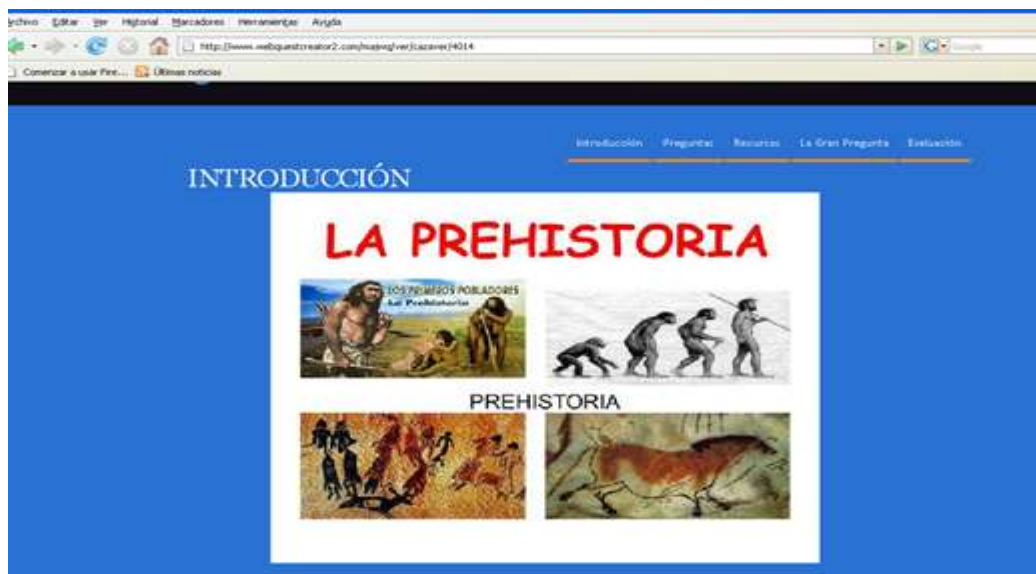 Archivo Editar Ver Historial Marcadores Herramientas Ayuda
http://www.webquestcreator2.com/majwq/ver/cazaver/4014
Comenzar a usar Fire... Últimas noticias
Introducción Preguntas Recursos La Gran Pregunta Evaluación
INTRODUCCIÓN
LA PREHISTORIA
LOS PRIMEROS POBLADORES
La Prehistoria
PREHISTORIA